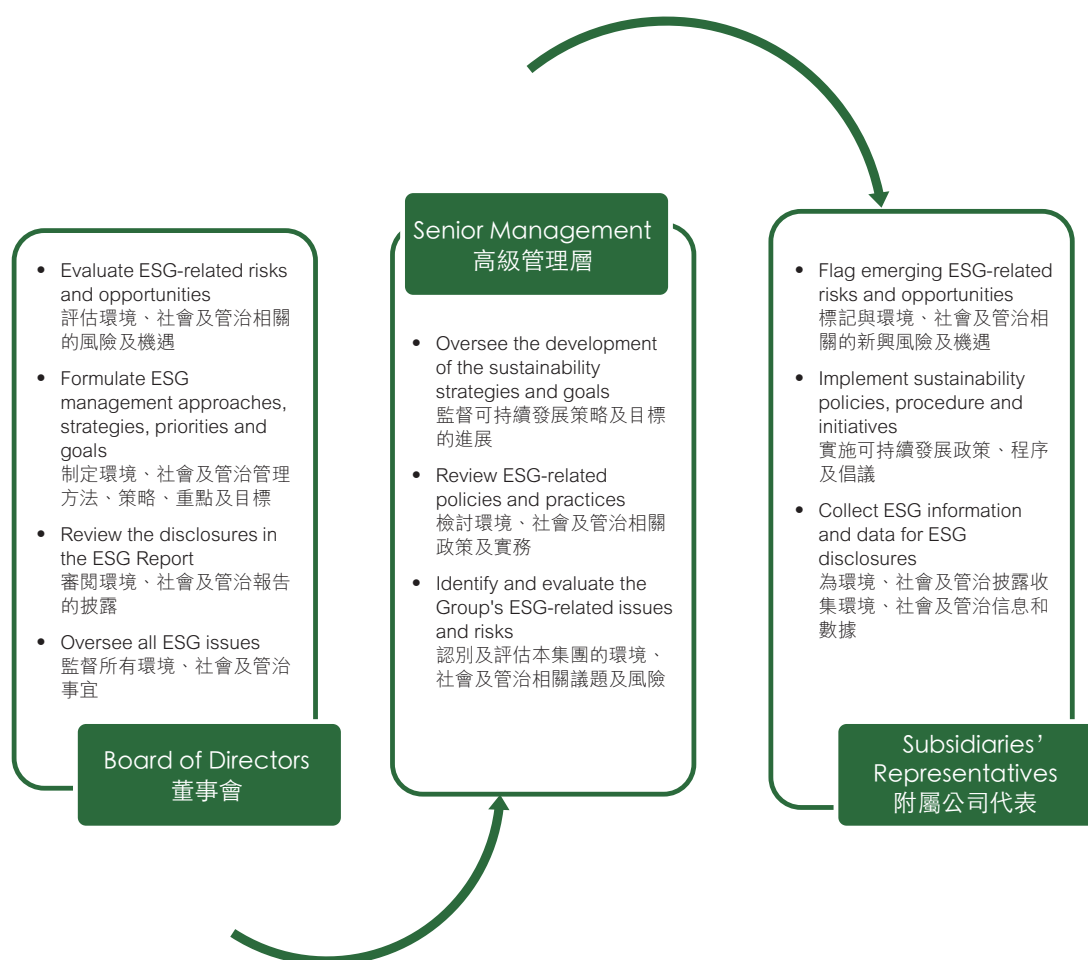 • Evaluate ESG-related risks
and opportunities
評估環境、社會及管治相關
的風險及機遇
• Formulate ESG
management approaches,
strategies, priorities and
goals
制定環境、社會及管治管理
方法、策略、重點及目標
• Review the disclosures in
the ESG Report
審閱環境、社會及管治報告
的披露
• Oversee all ESG issues
監督所有環境、社會及管治
事宜
Board of Directors
董事會
Senior Management
高級管理層
• Oversee the development
of the sustainability
strategies and goals
監督可持續發展策略及目標
的進展
• Review ESG-related
policies and practices
檢討環境、社會及管治相關
政策及實務
• Identify and evaluate the
Group's ESG-related issues
and risks
認別及評估本集團的環境、
社會及管治相關議題及風險
• Flag emerging ESG-related
risks and opportunities
標記與環境、社會及管治相
關的新興風險及機遇
• Implement sustainability
policies, procedure and
initiatives
實施可持續發展政策、程序
及倡議
• Collect ESG information
and data for ESG
disclosures
為環境、社會及管治披露收
集環境、社會及管治信息和
數據
Subsidiaries’
Representatives
附屬公司代表